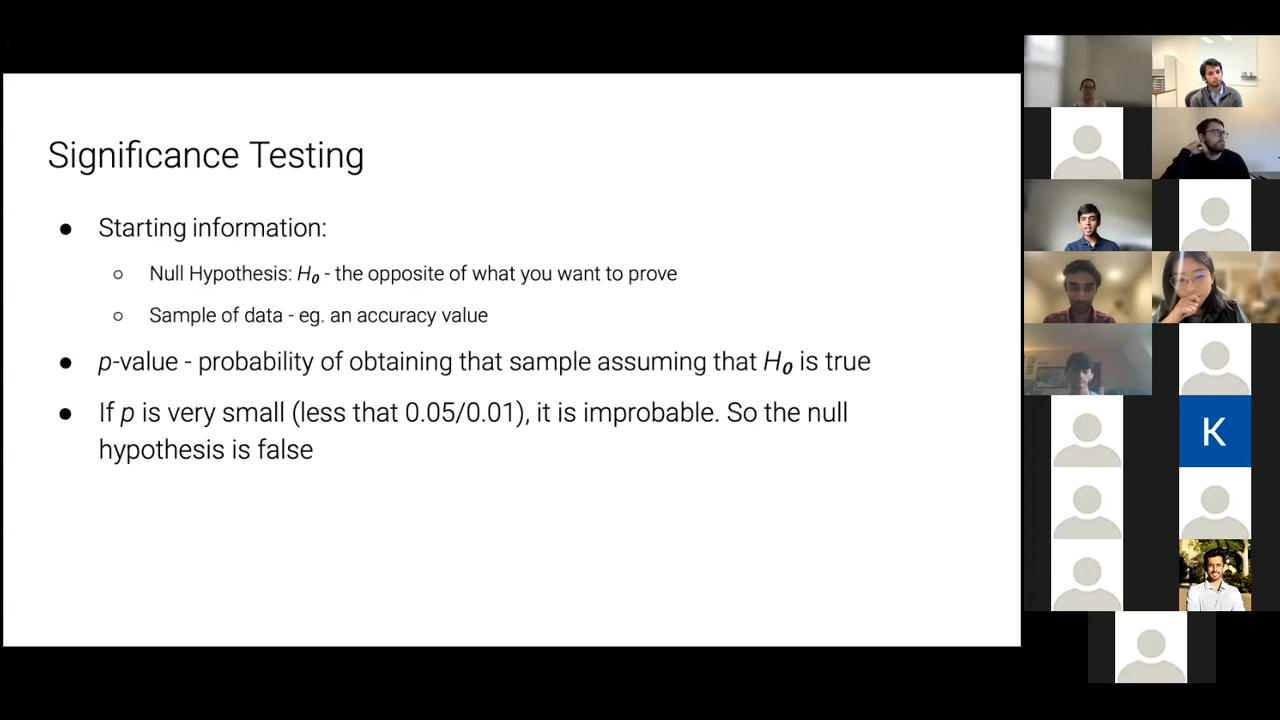 Significance Testing
● Starting information:
○ Null Hypothesis: H₀ - the opposite of what you want to prove
○ Sample of data - eg. an accuracy value
● p-value - probability of obtaining that sample assuming that H₀ is true
● If p is very small (less that 0.05/0.01), it is improbable. So the null
hypothesis is false
K